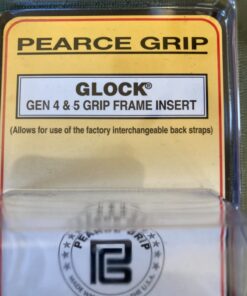 PEARCE GRIP
GLOCK®
GEN 4 & 5 GRIP FRAME INSERT
(Allows for use of the factory interchangeable back straps)
PEARCE GRIP